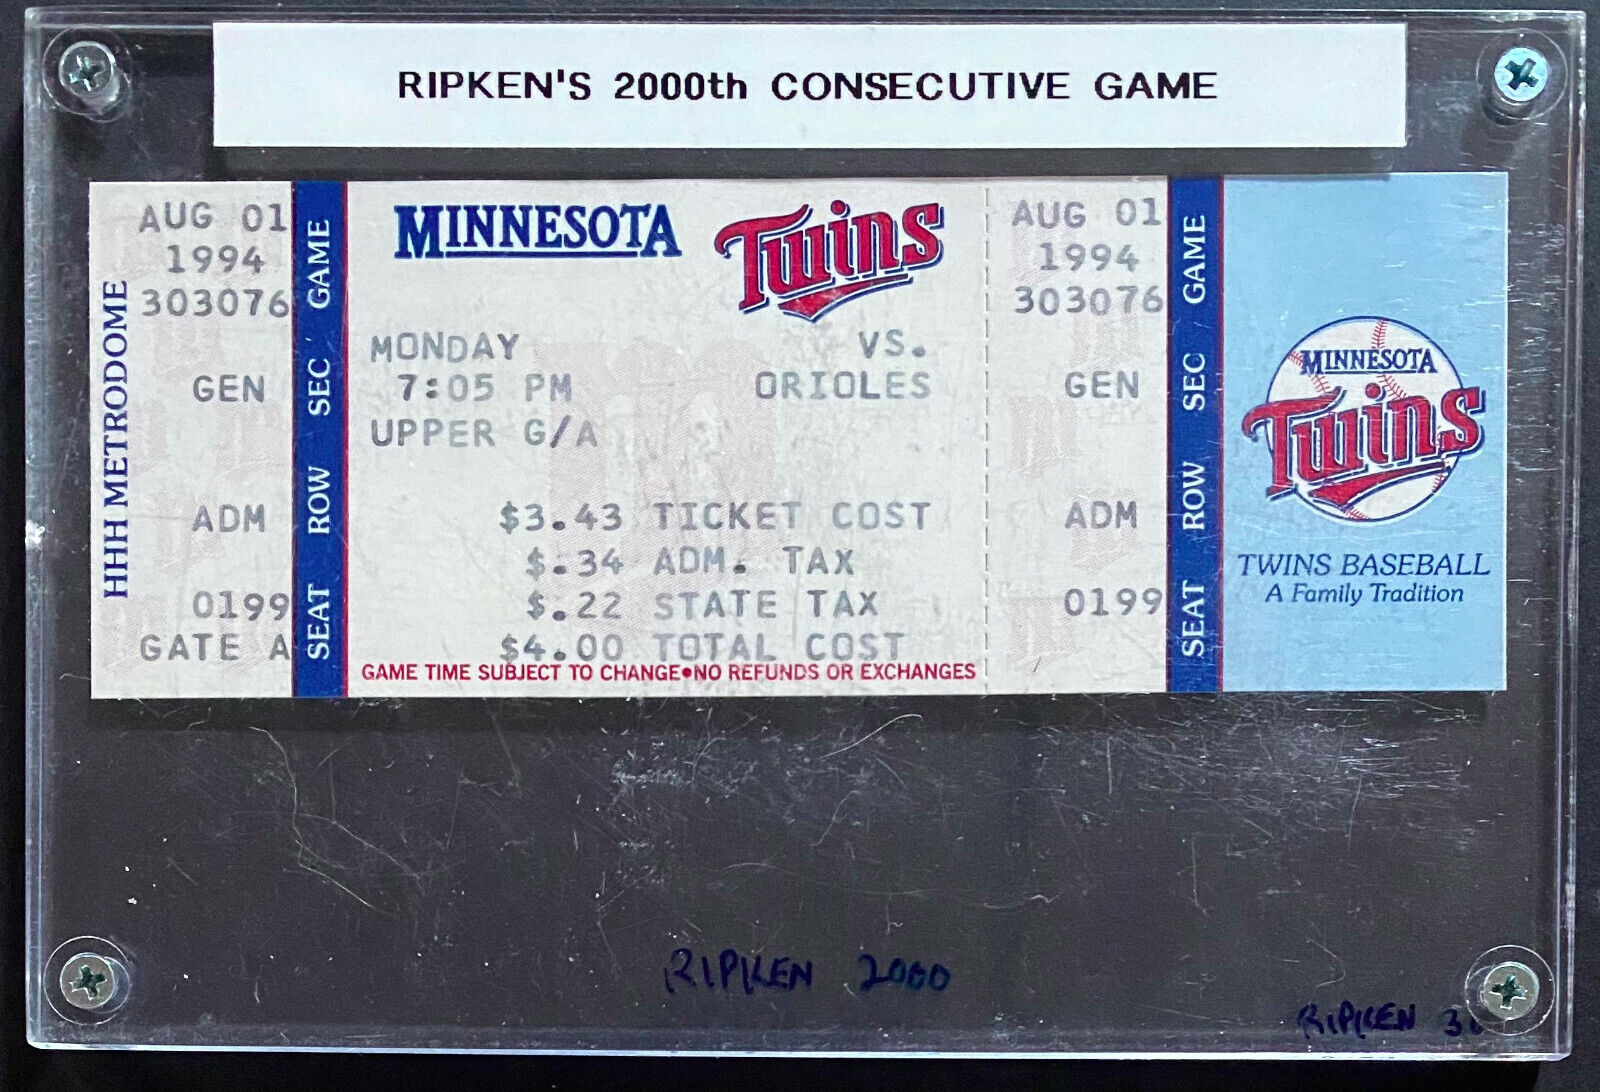 RIPKEN'S 2000th CONSECUTIVE GAME
HHH METRODOME
AUG 01
1994
303076
GEN
ADM
0199
GATE A
GAME
SEC
ROW
SEAT
MINNESOTA Twins
MONDAY VS.
7:05 PM ORIOLES
UPPER G/A
$3.43 TICKET COST
$.34 ADM. TAX
$.22 STATE TAX
$4.00 TOTAL COST
GAME TIME SUBJECT TO CHANGE•NO REFUNDS OR EXCHANGES
AUG 01
1994
303076
GEN
ADM
0199
GAME
SEC
ROW
SEAT
MINNESOTA
Twins
TWINS BASEBALL
A Family Tradition
RIPKEN 2000
RIPKEN